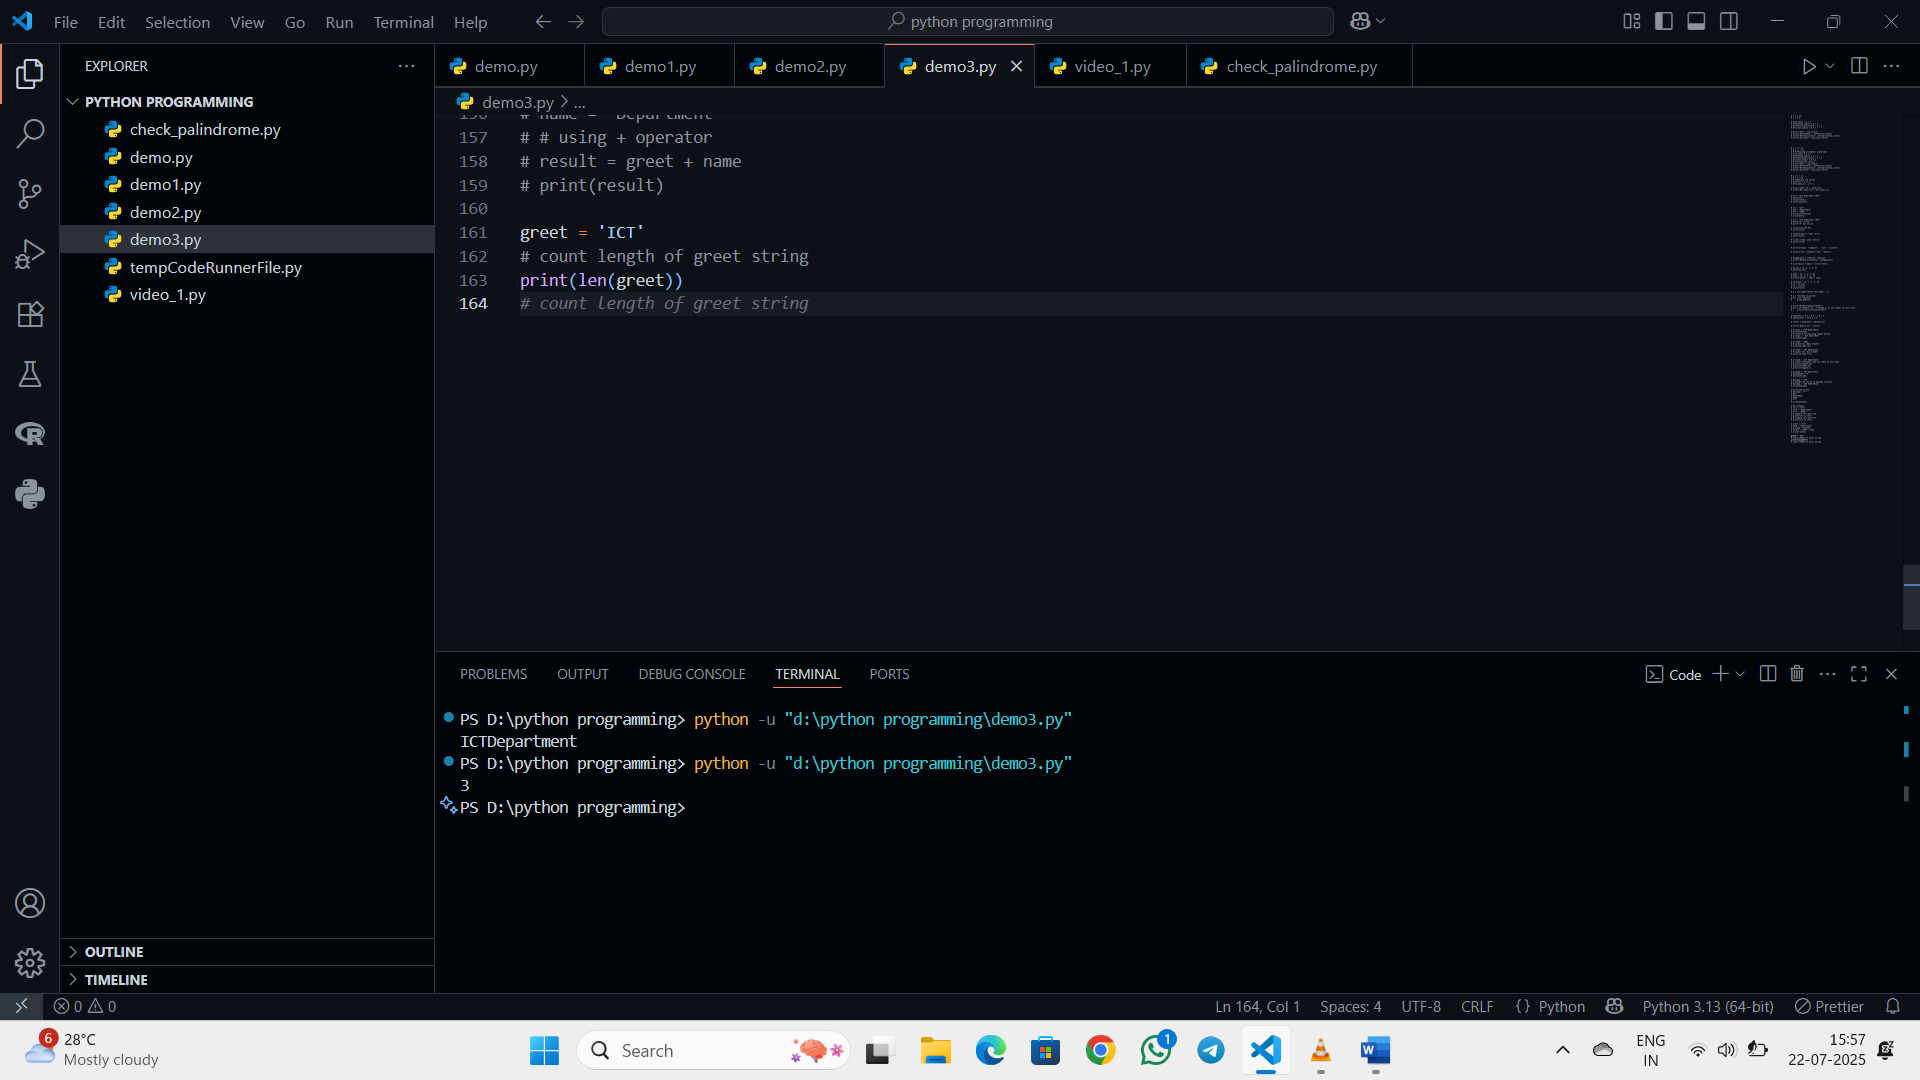 File Edit Selection View Go Run Terminal Help
python programming
EXPLORER
PYTHON PROGRAMMING
check_palindrome.py
demo.py
demo1.py
demo2.py
demo3.py
tempCodeRunnerFile.py
video_1.py
OUTLINE
TIMELINE
demo.py demo1.py demo2.py demo3.py video_1.py check_palindrome.py
demo3.py > ...
156 # name = 'Department'
157 # # using + operator
158 # result = greet + name
159 # print(result)
160
161 greet = 'ICT'
162 # count length of greet string
163 print(len(greet))
164 # count length of greet string
PROBLEMS OUTPUT DEBUG CONSOLE TERMINAL PORTS
Code
PS D:\python programming> python -u "d:\python programming\demo3.py"
ICTDepartment
PS D:\python programming> python -u "d:\python programming\demo3.py"
3
PS D:\python programming>
0 0
Ln 164, Col 1 Spaces: 4 UTF-8 CRLF {} Python Python 3.13 (64-bit) Prettier
6
28°C
Mostly cloudy
Search
1
ENG
IN
15:57
22-07-2025